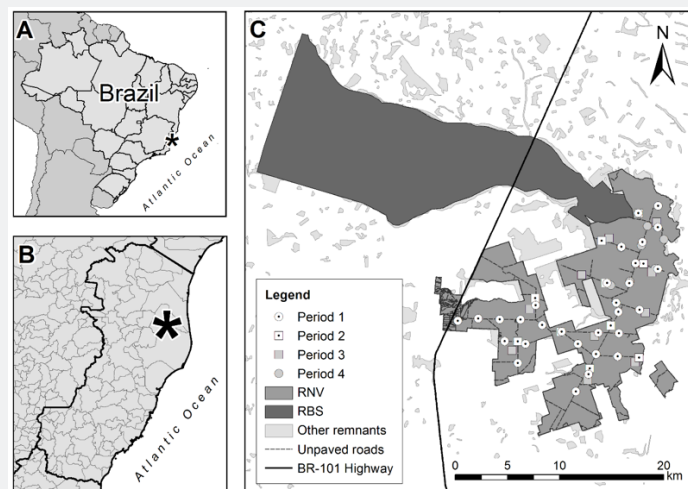 A
Brazil
*
Atlantic Ocean
B
*
Atlantic Ocean
C
N
Legend
Period 1
Period 2
Period 3
Period 4
RNV
RBS
Other remnants
Unpaved roads
BR-101 Highway
0 5 10 20
km